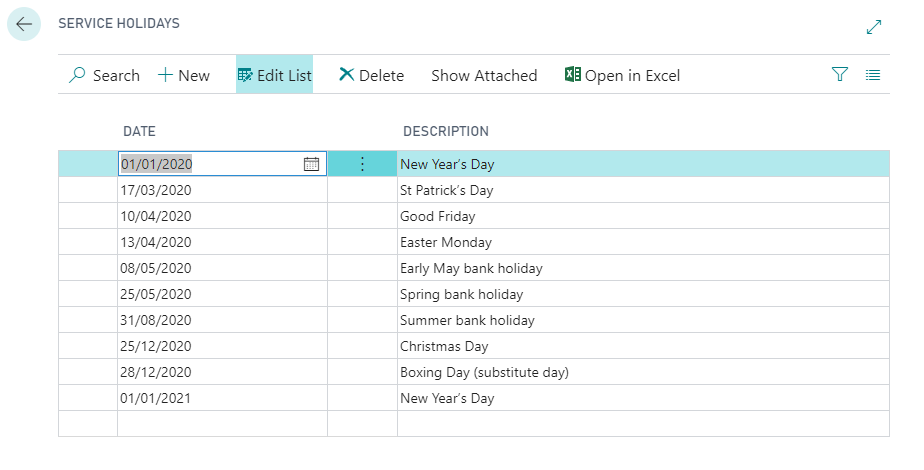 SERVICE HOLIDAYS
Search New Edit List Delete Show Attached Open in Excel
DATE DESCRIPTION
01/01/2020 New Year's Day
17/03/2020 St Patrick's Day
10/04/2020 Good Friday
13/04/2020 Easter Monday
08/05/2020 Early May bank holiday
25/05/2020 Spring bank holiday
31/08/2020 Summer bank holiday
25/12/2020 Christmas Day
28/12/2020 Boxing Day (substitute day)
01/01/2021 New Year's Day